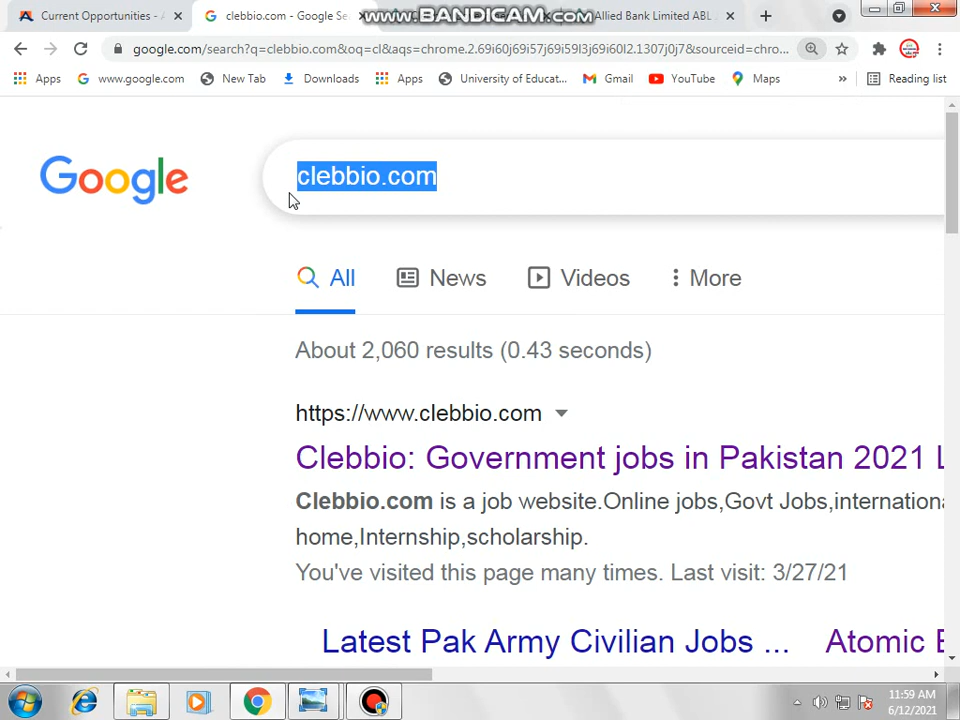 Current Opportunities -
clebbio.com - Google Se
www.BANDICAM.com
Allied Bank Limited ABL
google.com/search?q=clebbio.com&oq=cl&aqs=chrome.2.69i60j69i57j69i59l3j69i60l2.1307j0j7&sourceid=chro...
Apps
www.google.com
New Tab
Downloads
Apps
University of Educat...
Gmail
YouTube
Maps
»
Reading list
Google
clebbio.com
All
News
Videos
More
About 2,060 results (0.43 seconds)
https://www.clebbio.com
Clebbio: Government jobs in Pakistan 2021 L
Clebbio.com is a job website.Online jobs,Govt Jobs,internationa
home,Internship,scholarship.
You've visited this page many times. Last visit: 3/27/21
Latest Pak Army Civilian Jobs ...
Atomic E
11:59 AM
6/12/2021